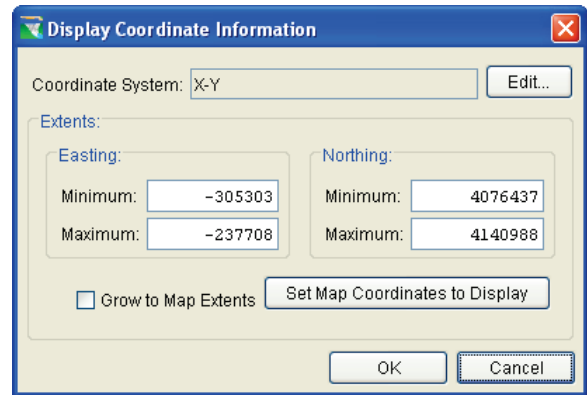 Display Coordinate Information
Coordinate System: X-Y Edit...
Extents:
Easting: Northing:
Minimum: -305303 Minimum: 4076437
Maximum: -237708 Maximum: 4140988
Grow to Map Extents Set Map Coordinates to Display
OK Cancel